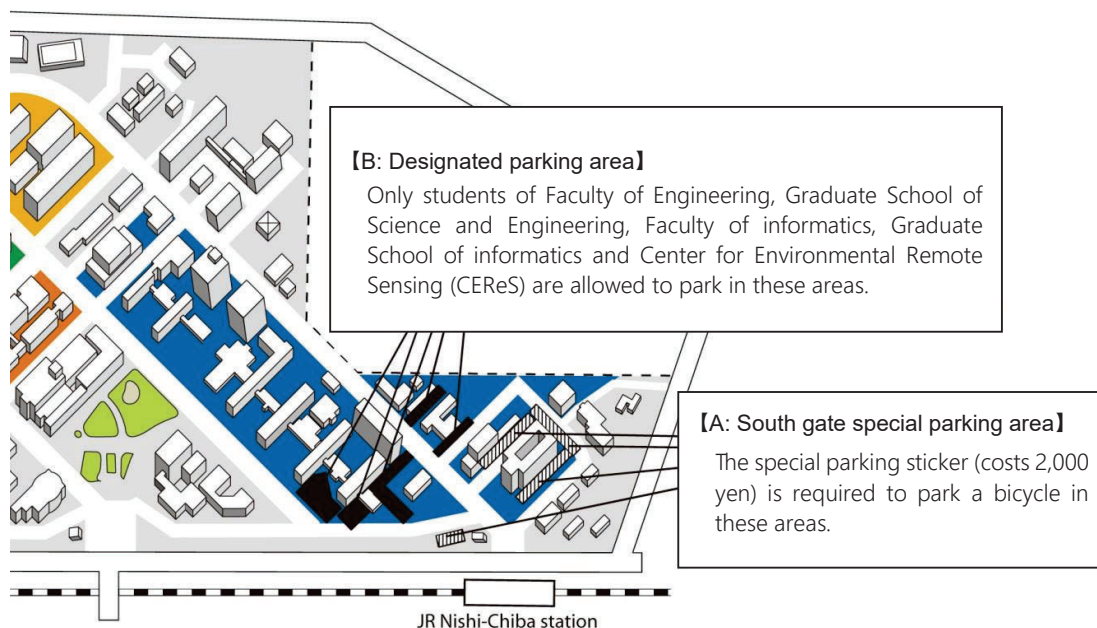 【B: Designated parking area】
Only students of Faculty of Engineering, Graduate School of
Science and Engineering, Faculty of informatics, Graduate
School of informatics and Center for Environmental Remote
Sensing (CEReS) are allowed to park in these areas.
【A: South gate special parking area】
The special parking sticker (costs 2,000
yen) is required to park a bicycle in
these areas.
JR Nishi-Chiba station